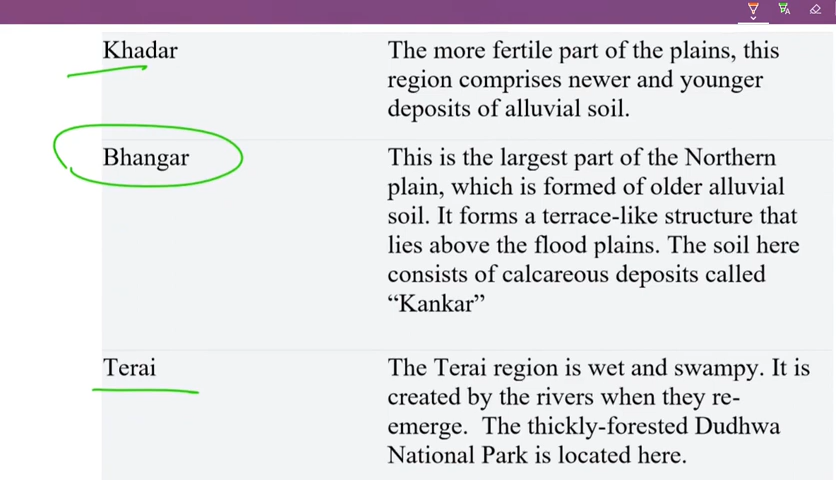 Khadar
The more fertile part of the plains, this
region comprises newer and younger
deposits of alluvial soil.
Bhangar
This is the largest part of the Northern
plain, which is formed of older alluvial
soil. It forms a terrace-like structure that
lies above the flood plains. The soil here
consists of calcareous deposits called
“Kankar”
Terai
The Terai region is wet and swampy. It is
created by the rivers when they re-
emerge.  The thickly-forested Dudhwa
National Park is located here.